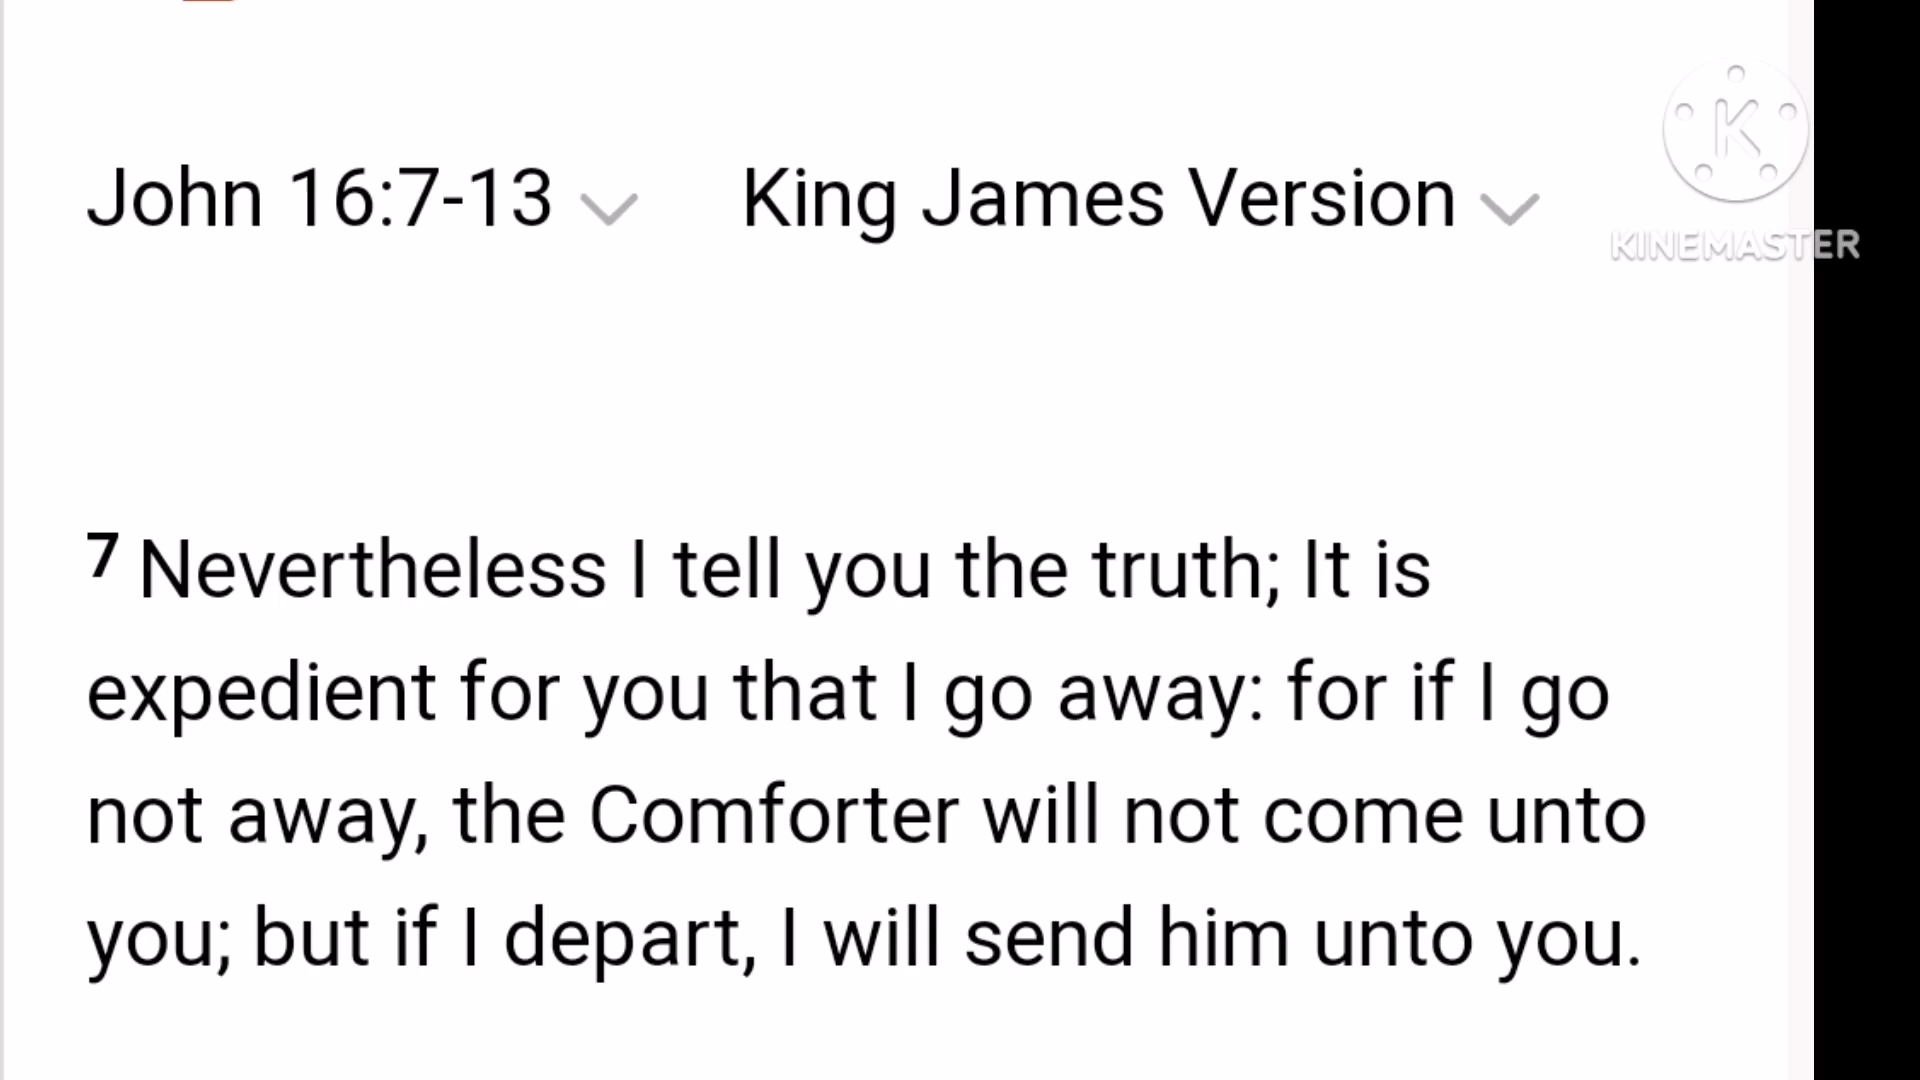 John 16:7-13 King James Version
K
KINEMASTER
7 Nevertheless I tell you the truth; It is
expedient for you that I go away: for if I go
not away, the Comforter will not come unto
you; but if I depart, I will send him unto you.